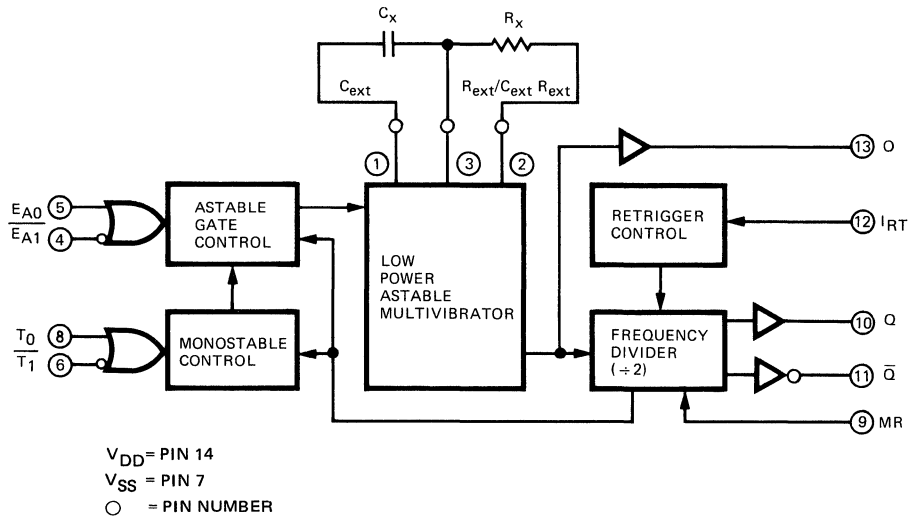 Cx
Rx
Cext
Rext/Cext Rext
1
3
2
13 O
5
EA0
E̅A1
4
ASTABLE
GATE
CONTROL
RETRIGGER
CONTROL
12 IRT
LOW
POWER
ASTABLE
MULTIVIBRATOR
8
T0
T̅1
6
MONOSTABLE
CONTROL
FREQUENCY
DIVIDER
(÷2)
10 Q
11 Q̅
9 MR
VDD = PIN 14
VSS = PIN 7
○ = PIN NUMBER